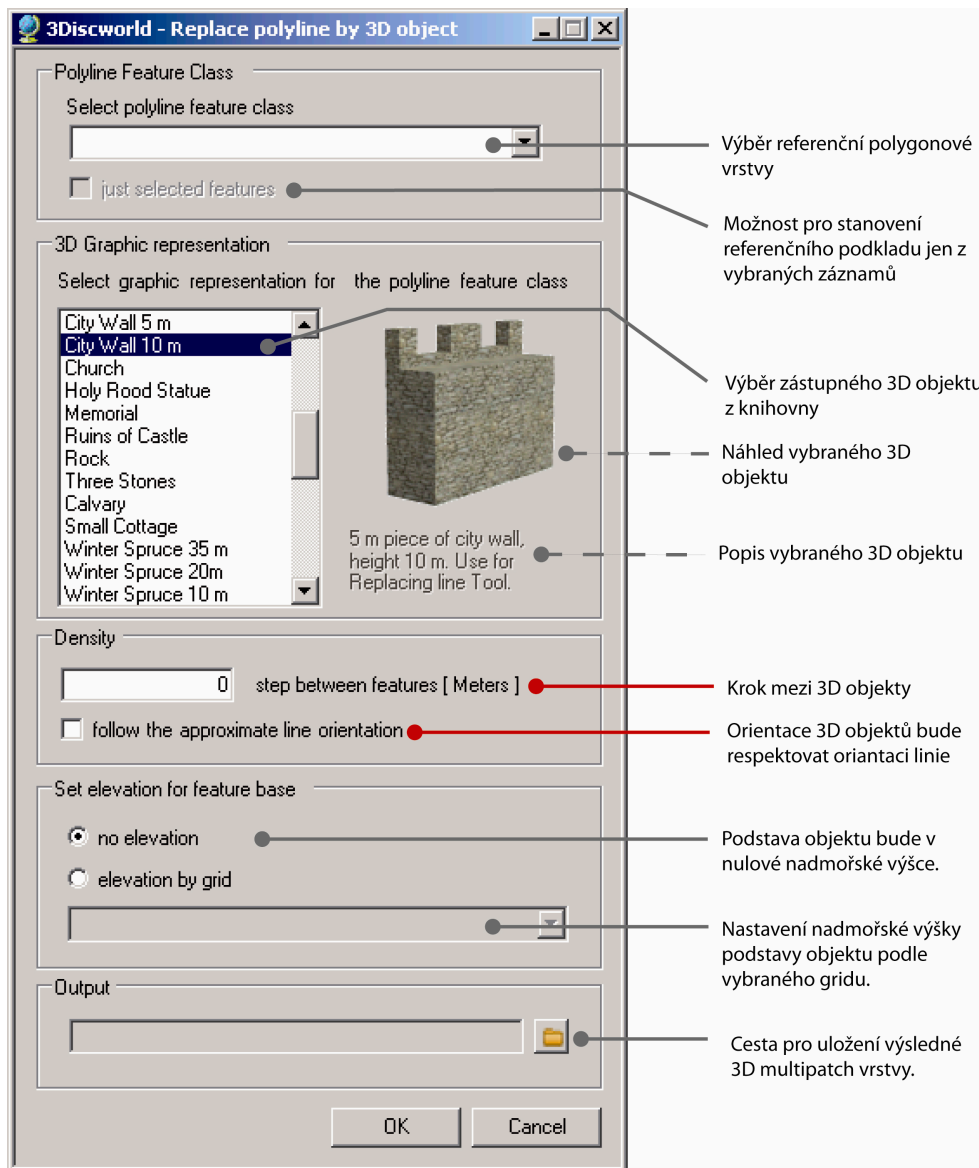 3Discworld - Replace polyline by 3D object
Polyline Feature Class
Select polyline feature class
just selected features
3D Graphic representation
Select graphic representation for the polyline feature class
City Wall 5 m
City Wall 10 m
Church
Holy Rood Statue
Memorial
Ruins of Castle
Rock
Three Stones
Calvary
Small Cottage
Winter Spruce 35 m
Winter Spruce 20m
Winter Spruce 10 m
5 m piece of city wall,
height 10 m. Use for
Replacing line Tool.
Density
0 step between features [ Meters ]
follow the approximate line orientation
Set elevation for feature base
no elevation
elevation by grid
Output
OK Cancel
Výběr referenční polygonové
vrstvy
Možnost pro stanovení
referenčního podkladu jen z
vybraných záznamů
Výběr zástupného 3D objektu
z knihovny
Náhled vybraného 3D
objektu
Popis vybraného 3D objektu
Krok mezi 3D objekty
Orientace 3D objektů bude
respektovat oriantaci linie
Podstava objektu bude v
nulové nadmořské výšce.
Nastavení nadmořské výšky
podstavy objektu podle
vybraného gridu.
Cesta pro uložení výsledné
3D multipatch vrstvy.